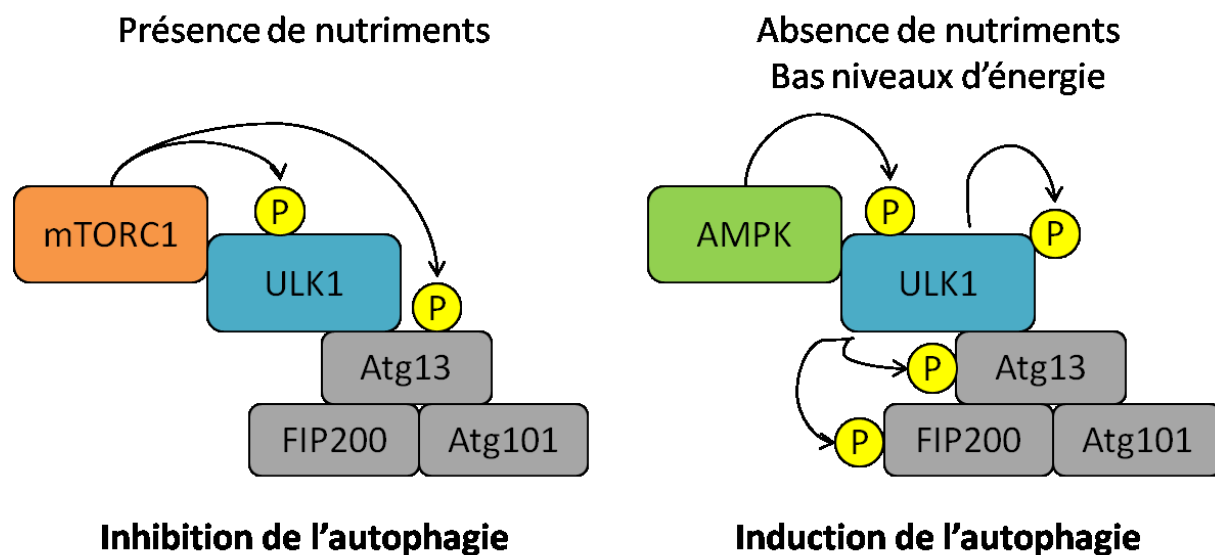 Présence de nutriments
mTORC1
P
ULK1
P
Atg13
FIP200
Atg101
Inhibition de l'autophagie
Absence de nutriments
Bas niveaux d'énergie
AMPK
P
P
ULK1
P
Atg13
P
FIP200
Atg101
Induction de l'autophagie